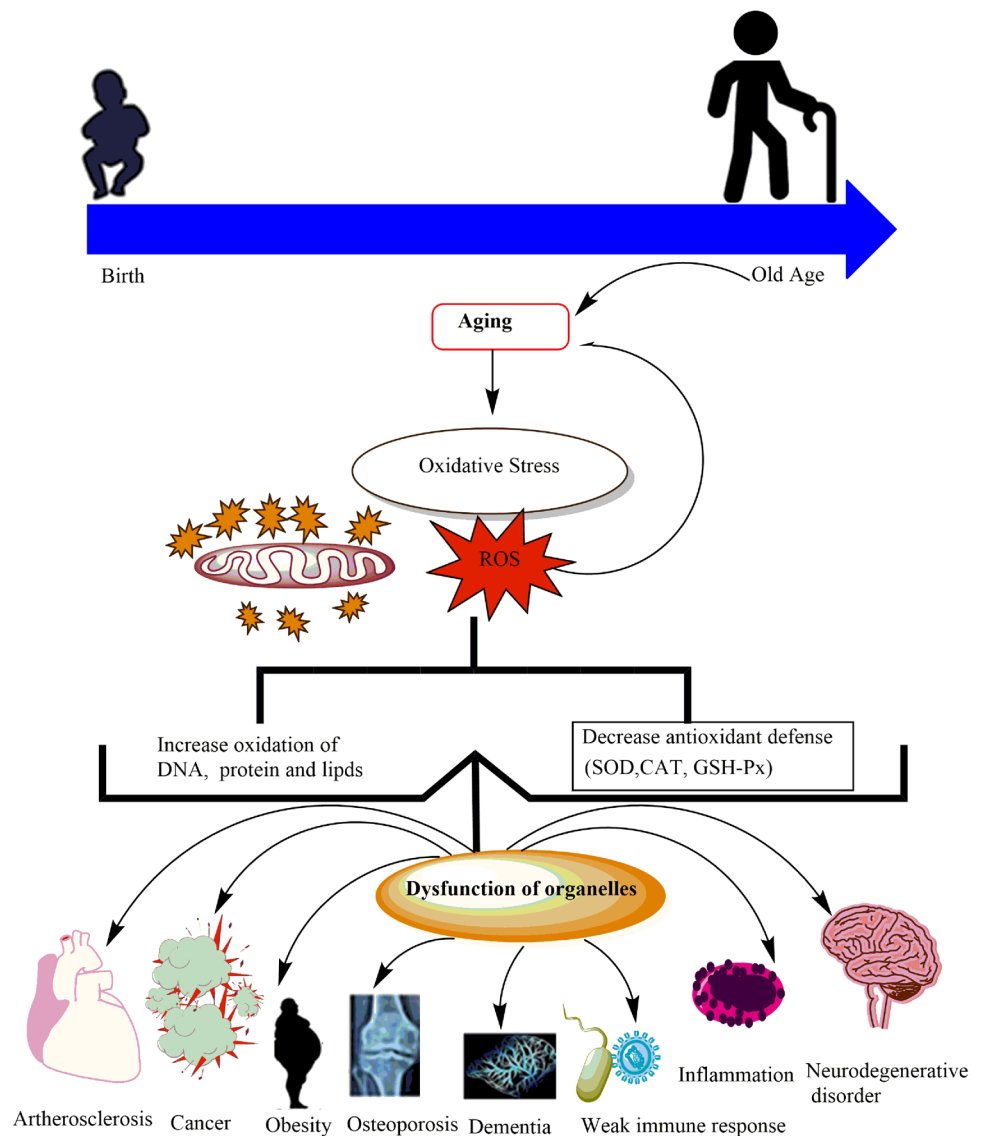 Birth
Old Age
Aging
Oxidative Stress
ROS
Increase oxidation of
DNA, protein and lipds
Decrease antioxidant defense
(SOD,CAT, GSH-Px)
Dysfunction of organelles
Artherosclerosis
Cancer
Obesity
Osteoporosis
Dementia
Weak immune response
Inflammation
Neurodegenerative
disorder